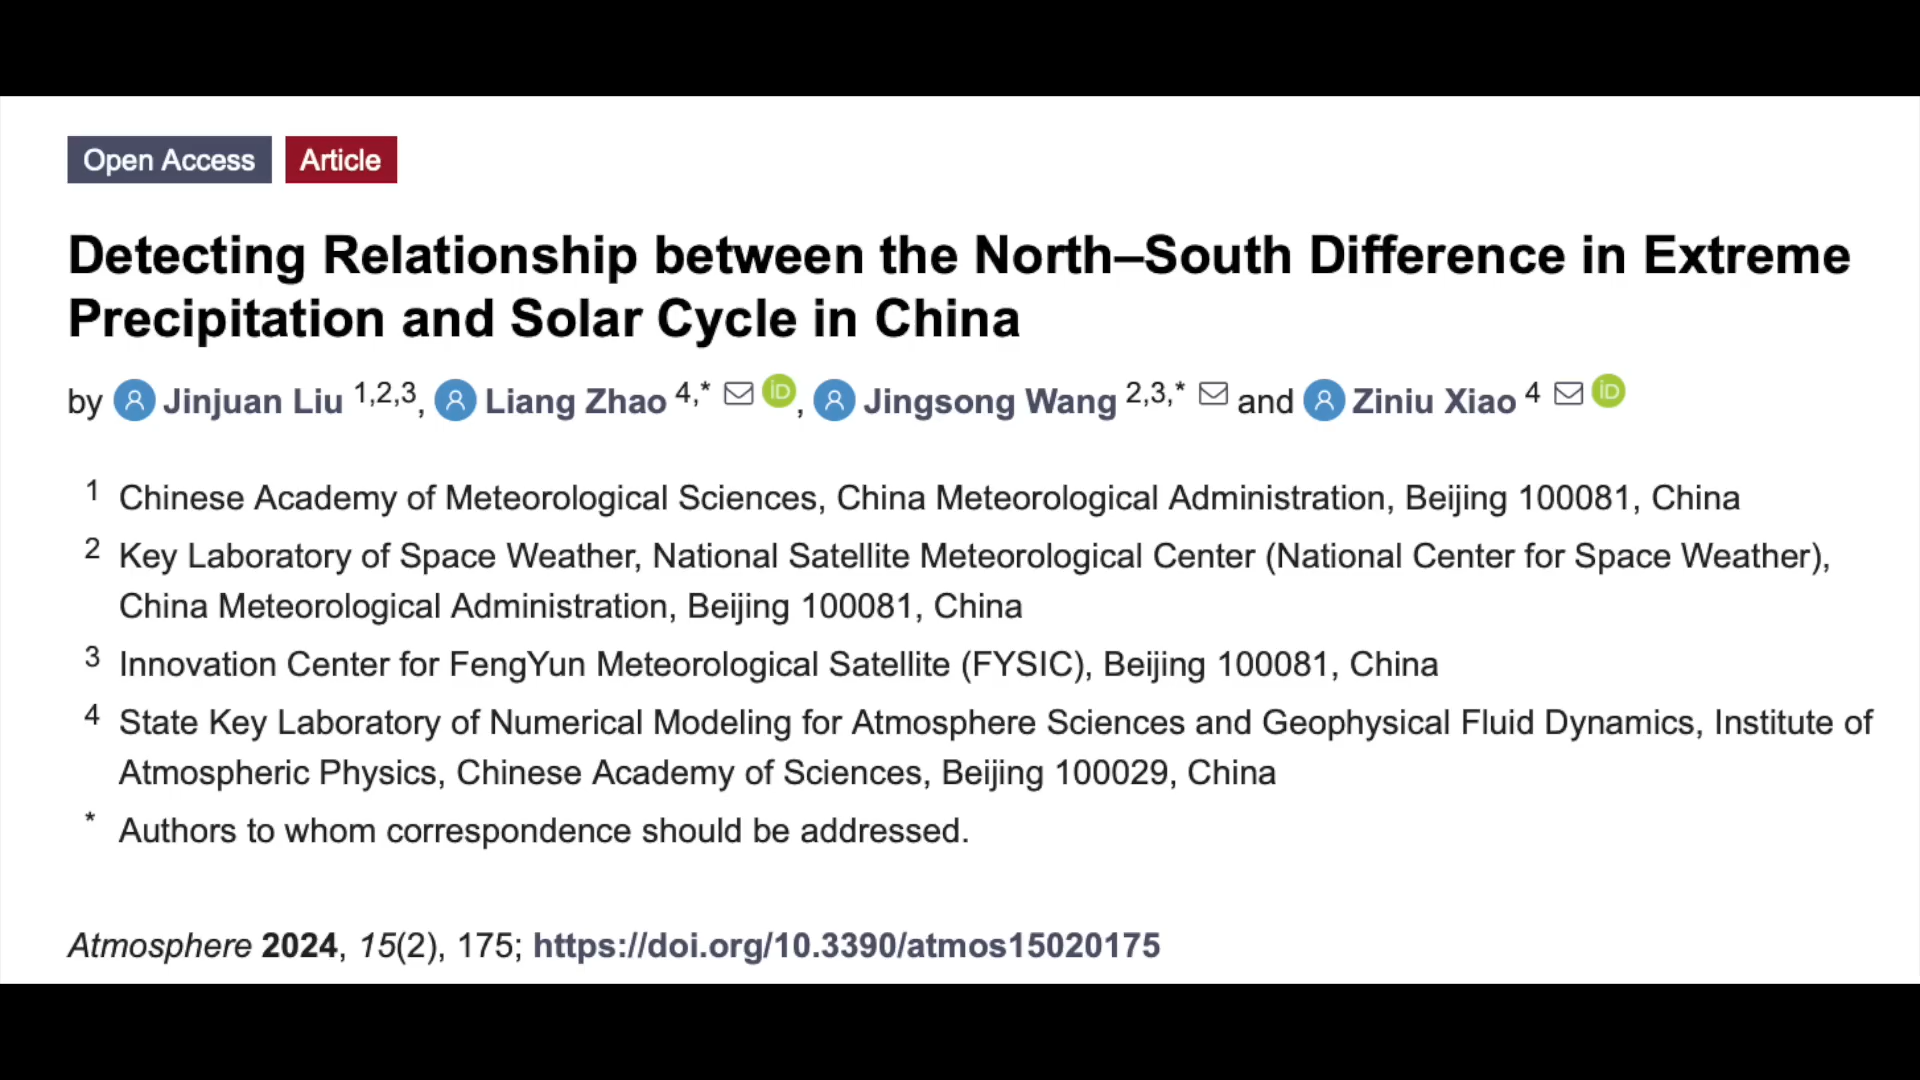 Open Access Article
Detecting Relationship between the North–South Difference in Extreme
Precipitation and Solar Cycle in China
by Jinjuan Liu 1,2,3, Liang Zhao 4,* iD, Jingsong Wang 2,3,* and Ziniu Xiao 4 iD
1 Chinese Academy of Meteorological Sciences, China Meteorological Administration, Beijing 100081, China
2 Key Laboratory of Space Weather, National Satellite Meteorological Center (National Center for Space Weather),
China Meteorological Administration, Beijing 100081, China
3 Innovation Center for FengYun Meteorological Satellite (FYSIC), Beijing 100081, China
4 State Key Laboratory of Numerical Modeling for Atmosphere Sciences and Geophysical Fluid Dynamics, Institute of
Atmospheric Physics, Chinese Academy of Sciences, Beijing 100029, China
* Authors to whom correspondence should be addressed.
Atmosphere 2024, 15(2), 175; https://doi.org/10.3390/atmos15020175